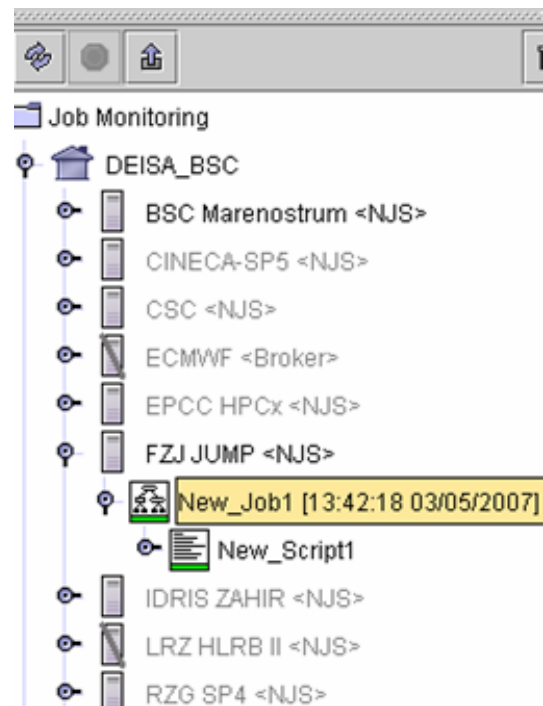 Job Monitoring
DEISA_BSC
BSC Marenostrum <NJS>
CINECA-SP5 <NJS>
CSC <NJS>
ECMWF <Broker>
EPCC HPCx <NJS>
FZJ JUMP <NJS>
New_Job1 [13:42:18 03/05/2007]
New_Script1
IDRIS ZAHIR <NJS>
LRZ HLRB II <NJS>
RZG SP4 <NJS>